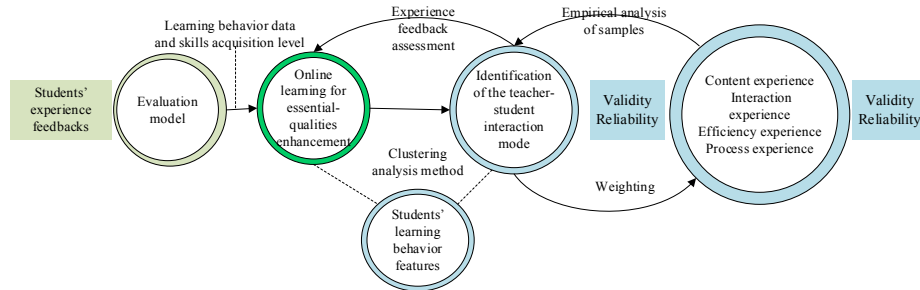 Learning behavior data
and skills acquisition level
Experience
feedback
assessment
Empirical analysis
of samples
Students’
experience
feedbacks
Evaluation
model
Online
learning for
essential-
qualities
enhancement
Identification
of the teacher-
student
interaction
mode
Validity
Reliability
Content experience
Interaction
experience
Efficiency experience
Process experience
Validity
Reliability
Clustering
analysis method
Weighting
Students’
learning
behavior
features